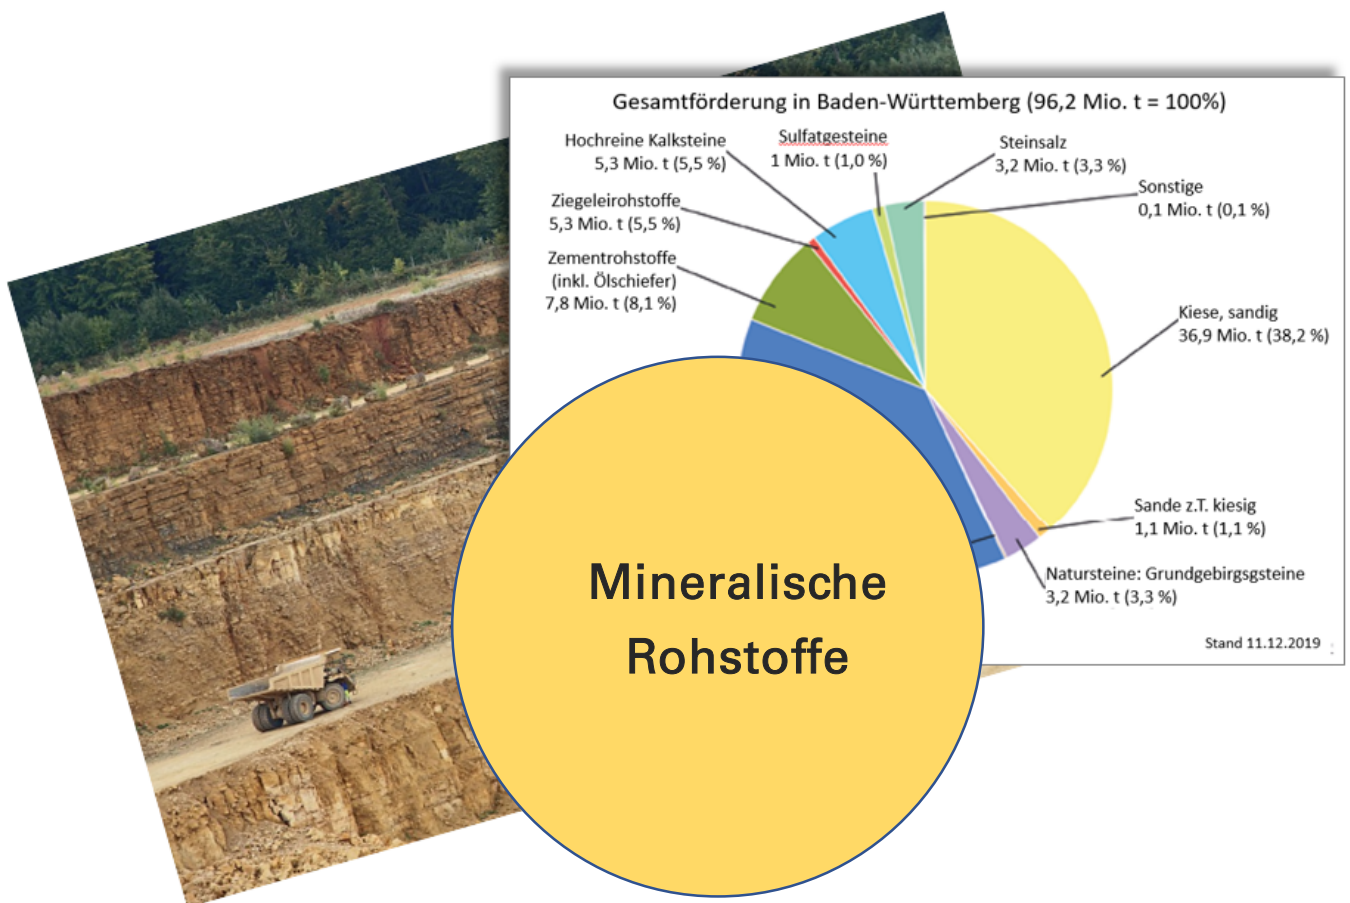 Gesamtförderung in Baden-Württemberg (96,2 Mio. t = 100%)
Hochreine Kalksteine
5,3 Mio. t (5,5 %)
Sulfatgesteine
1 Mio. t (1,0 %)
Steinsalz
3,2 Mio. t (3,3 %)
Sonstige
0,1 Mio. t (0,1 %)
Ziegeleirohstoffe
5,3 Mio. t (5,5 %)
Zementrohstoffe
(inkl. Ölschiefer)
7,8 Mio. t (8,1 %)
Kiese, sandig
36,9 Mio. t (38,2 %)
Sande z.T. kiesig
1,1 Mio. t (1,1 %)
Natursteine: Grundgebirgsgsteine
3,2 Mio. t (3,3 %)
Stand 11.12.2019
Mineralische
Rohstoffe